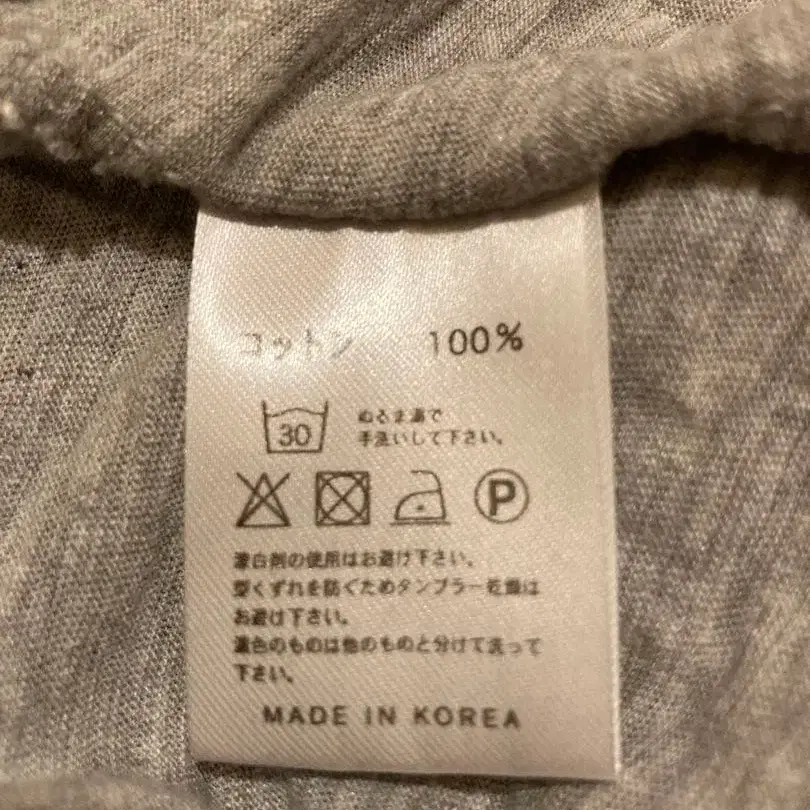 コットン 100%
30
ぬるま湯で
手洗いして下さい。
P
漂白剤の使用はお避け下さい。
型くずれを防ぐためタンブラー乾燥は
お避け下さい。
濃色のものは他のものと分けて洗って
下さい。
MADE IN KOREA